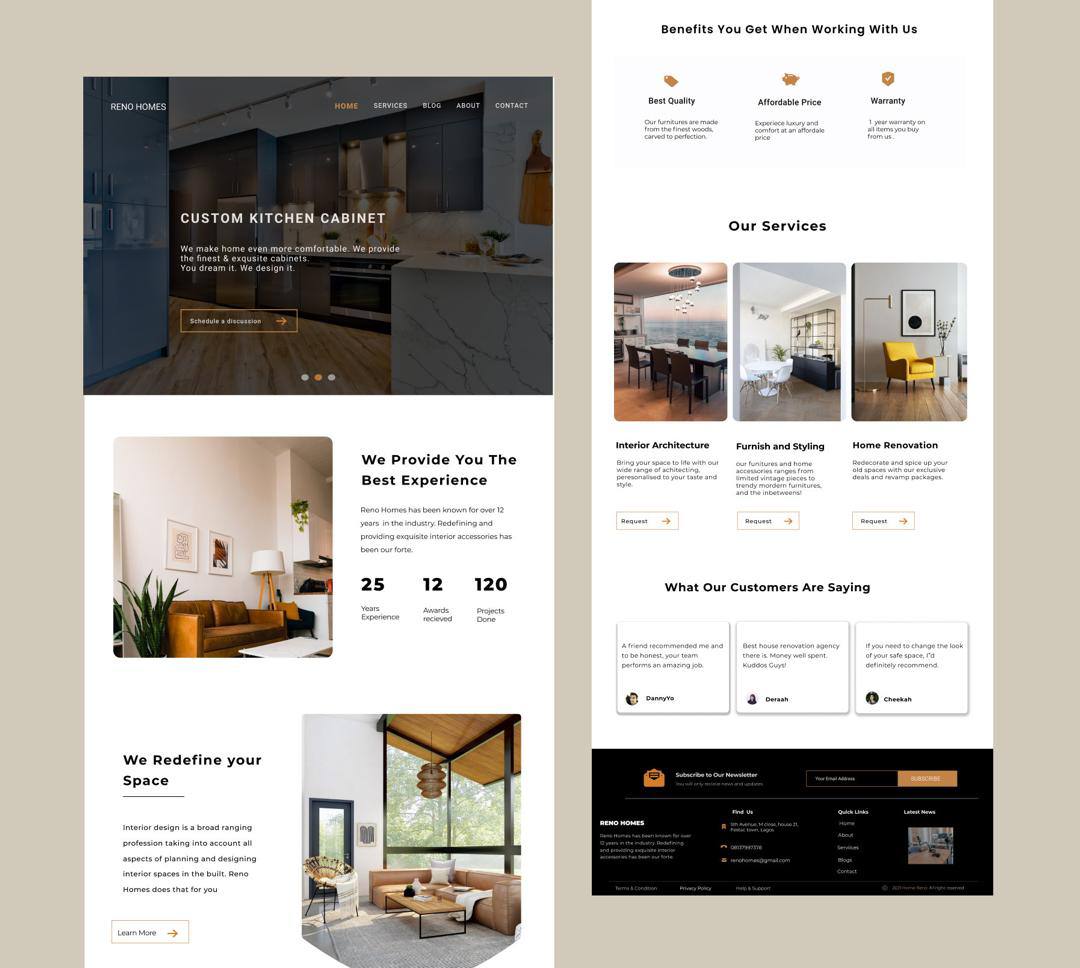 RENO HOMES
HOME SERVICES BLOG ABOUT CONTACT
CUSTOM KITCHEN CABINET
We make home even more comfortable. We provide
the finest & exqusite cabinets.
You dream it. We design it.
Schedule a discussion
We Provide You The
Best Experience
Reno Homes has been known for over 12
years in the industry. Redefining and
providing exquisite interior accessories has
been our forte.
25 12 120
Years
Experience
Awards
recieved
Projects
Done
We Redefine your
Space
Interior design is a broad ranging
profession taking into account all
aspects of planning and designing
interior spaces in the built. Reno
Homes does that for you
Learn More
Benefits You Get When Working With Us
Best Quality
Our furnitures are made
from the finest woods,
carved to perfection.
Affordable Price
Experiece luxury and
comfort at an affordale
price
Warranty
1 year warranty on
all items you buy
from us .
Our Services
Interior Architecture
Bring your space to life with our
wide range of achitecting,
peresonalised to your taste and
style.
Request
Furnish and Styling
our funitures and home
accessories ranges from
limited vintage pieces to
trendy mordern furnitures,
and the inbetweens!
Request
Home Renovation
Redecorate and spice up your
old spaces with our exclusive
deals and revamp packages.
Request
What Our Customers Are Saying
A friend recommended me and
to be honest, your team
performs an amazing job.
DannyYo
Best house renovation agency
there is. Money well spent.
Kuddos Guys!
Deraah
If you need to change the look
of your safe space, I"d
definitely recommend.
Cheekah
Subscribe to Our Newsletter
You will only recieve news and updates
Your Email Address
SUBSCRIBE
RENO HOMES
Reno Homes has been known for over
12 years in the industry. Redefining
and providing exquisite interior
accessories has been our forte.
Find Us
5th Avenue, M close, house 21,
Festac town, Lagos
08137997376
renohomes@gmail.com
Quick Links
Home
About
Services
Blogs
Contact
Latest News
Terms & Condition Privacy Policy Help & Support
© 2021 Home Reno. All right reserved